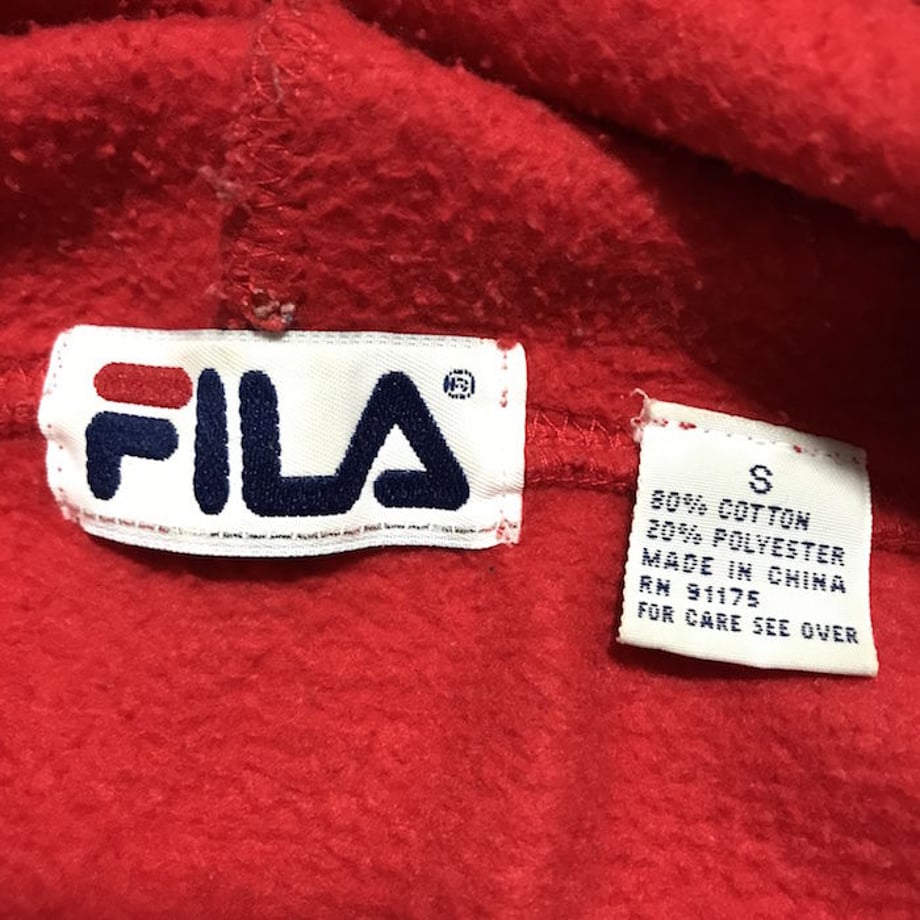 FILA®
S
80% COTTON
20% POLYESTER
MADE IN CHINA
RN 91175
FOR CARE SEE OVER